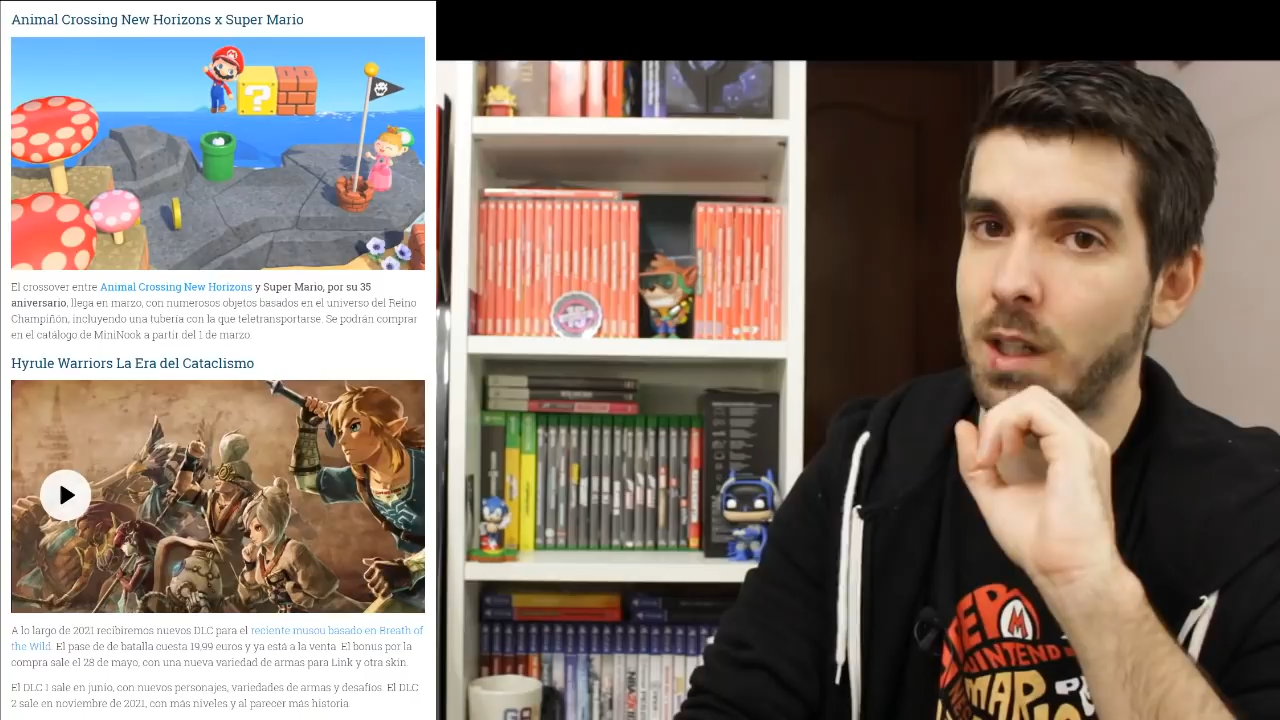 Animal Crossing New Horizons x Super Mario
?
El crossover entre Animal Crossing New Horizons y Super Mario, por su 35
aniversario, llega en marzo, con numerosos objetos basados en el universo del Reino
Champiñón, incluyendo una tubería con la que teletransportarse. Se podrán comprar
en el catálogo de MiniNook a partir del 1 de marzo.
Hyrule Warriors La Era del Cataclismo
A lo largo de 2021 recibiremos nuevos DLC para el reciente musou basado en Breath of
the Wild. El pase de de batalla cuesta 19,99 euros y ya está a la venta. El bonus por la
compra sale el 28 de mayo, con una nueva variedad de armas para Link y otra skin.
El DLC 1 sale en junio, con nuevos personajes, variedades de armas y desafíos. El DLC
2 sale en noviembre de 2021, con más niveles y al parecer más historia
SUPER M
NINTENDO
MAR